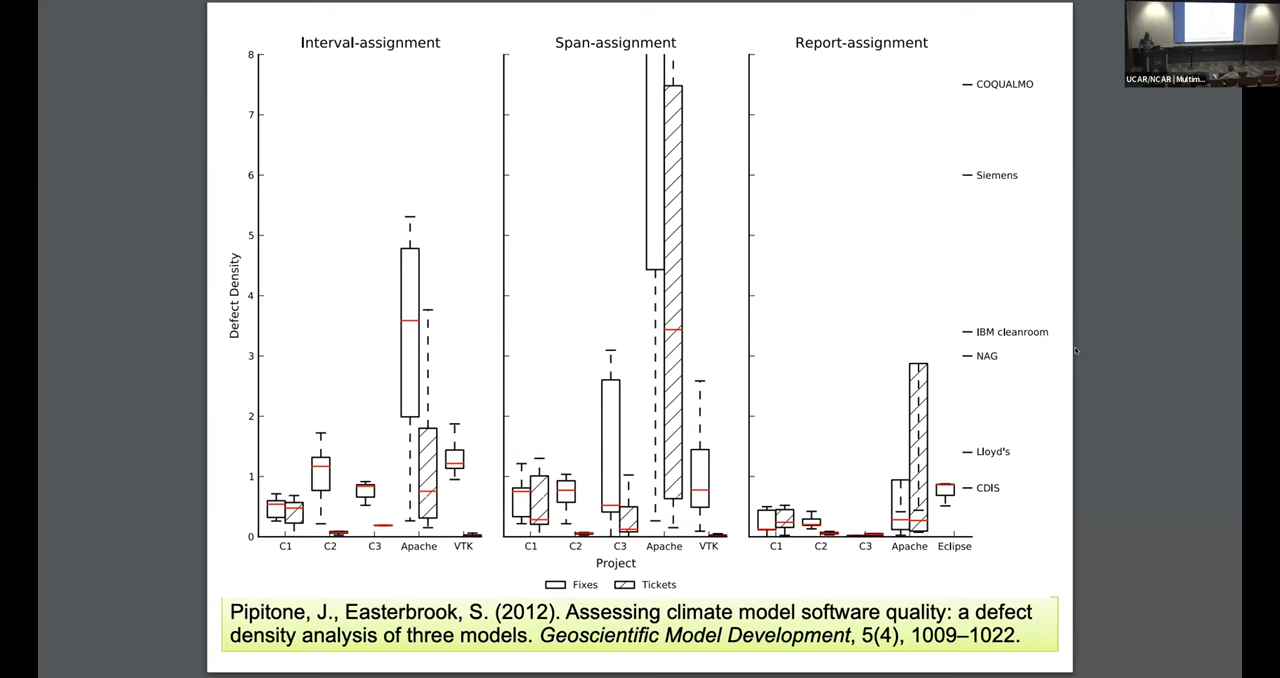 Interval-assignment
Span-assignment
Report-assignment
UCAR/NCAR | Multim...
Defect Density
8
7
6
5
4
3
2
1
0
COQUALMO
Siemens
IBM cleanroom
NAG
Lloyd's
CDIS
C1 C2 C3 Apache VTK
C1 C2 C3 Apache VTK
C1 C2 C3 Apache Eclipse
Project
Fixes Tickets
Pipitone, J., Easterbrook, S. (2012). Assessing climate model software quality: a defect
density analysis of three models. Geoscientific Model Development, 5(4), 1009–1022.